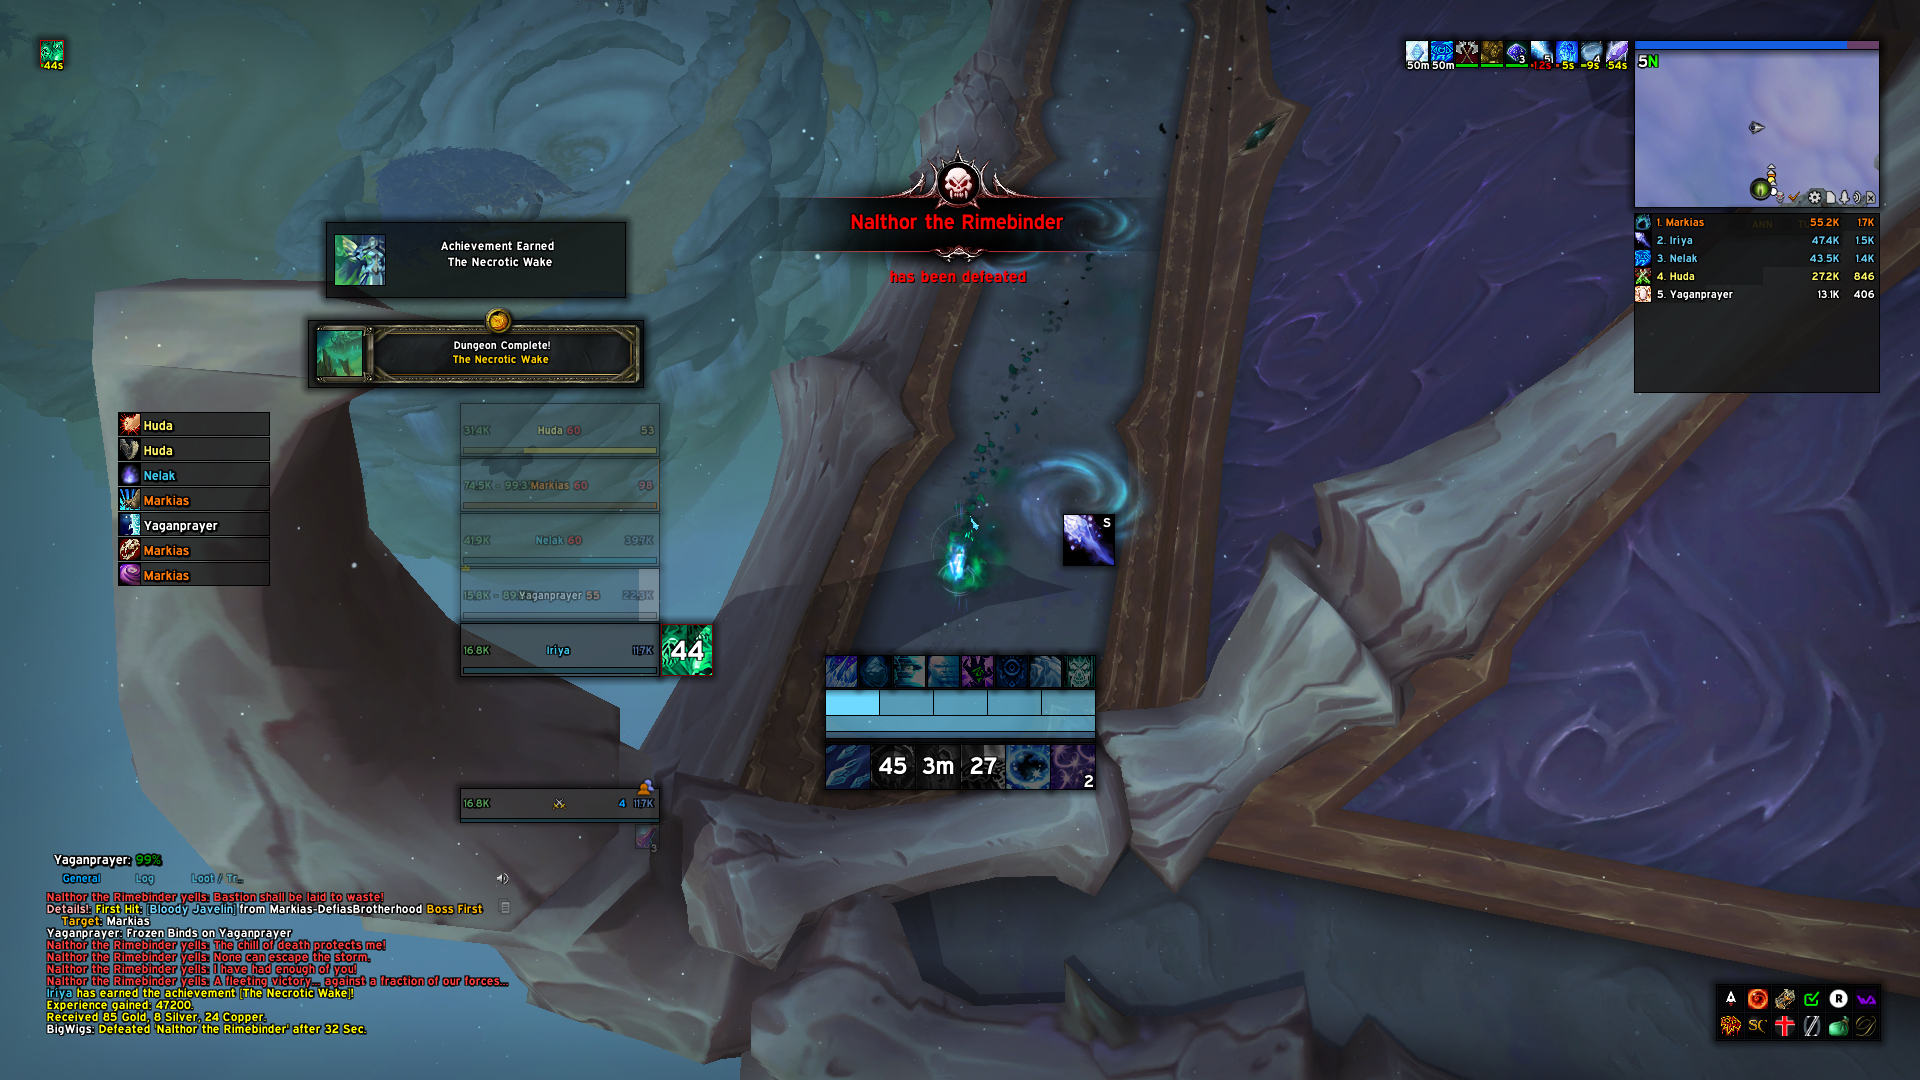 44s
50m 50m 3 12s 5 5s 9s 4 54s
5N
Nalthor the Rimebinder
has been defeated
Achievement Earned
The Necrotic Wake
Dungeon Complete!
The Necrotic Wake
1. Markias 55.2K 17K
2. Iriya 47.4K 1.5K
3. Nelak 43.5K 1.4K
4. Huda 27.2K 846
5. Yaganprayer 13.1K 406
Huda
Huda
Nelak
Markias
Yaganprayer
Markias
Markias
31.4K Huda 60 53
74.5K - 99.3 Markias 60 98
41.9K Nelak 60 39.7K
15.8K - 89 Yaganprayer 55 22.3K
16.8K Iriya 11.7K
44
S
45 3m 27 2
16.8K 4 11.7K
3
Yaganprayer: 99%
General Log Loot / Tr...
Nalthor the Rimebinder yells: Bastion shall be laid to waste!
Details!: First Hit: [Bloody Javelin] from Markias-DefiasBrotherhood Boss First
Target: Markias
Yaganprayer: Frozen Binds on Yaganprayer
Nalthor the Rimebinder yells: The chill of death protects me!
Nalthor the Rimebinder yells: None can escape the storm.
Nalthor the Rimebinder yells: I have had enough of you!
Nalthor the Rimebinder yells: A fleeting victory... against a fraction of our forces...
Iriya has earned the achievement [The Necrotic Wake]!
Experience gained: 47200.
Received 85 Gold, 8 Silver, 24 Copper.
BigWigs: Defeated 'Nalthor the Rimebinder' after 32 Sec.
R
SC